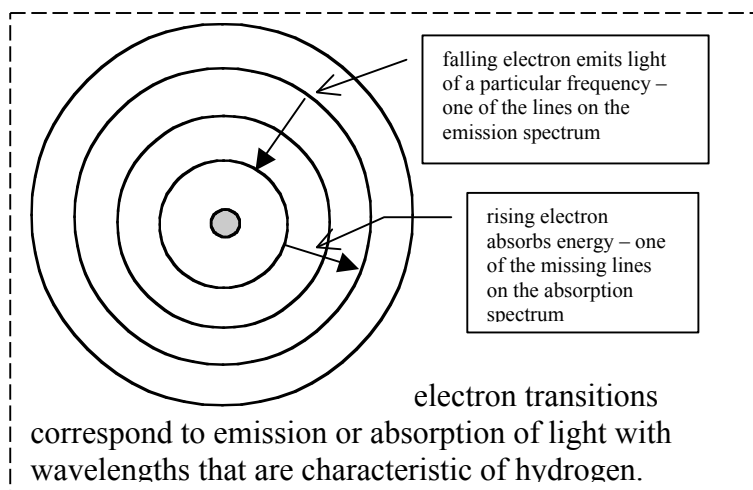 falling electron emits light
of a particular frequency –
one of the lines on the
emission spectrum
rising electron
absorbs energy – one
of the missing lines
on the absorption
spectrum
electron transitions
correspond to emission or absorption of light with
wavelengths that are characteristic of hydrogen.